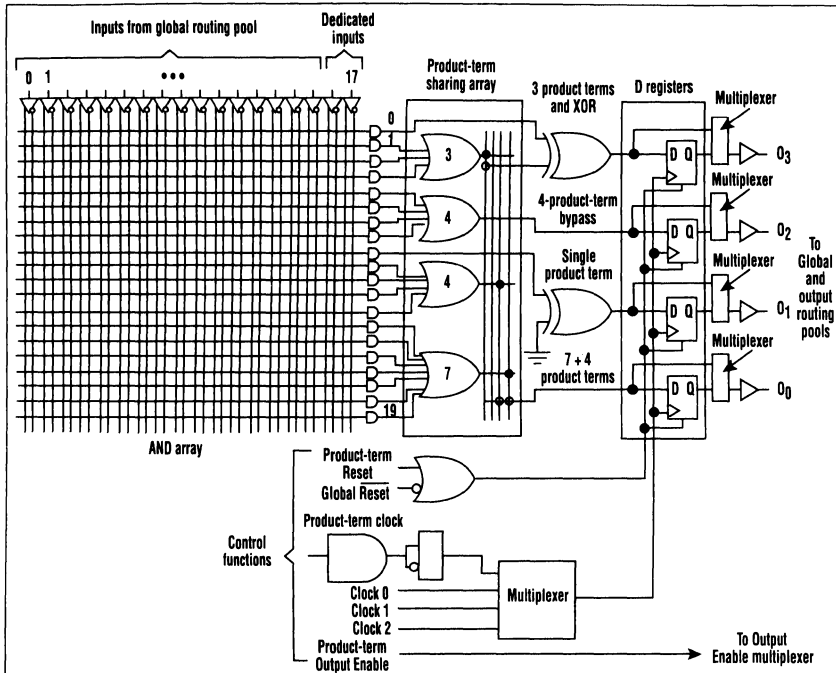 Inputs from global routing pool
Dedicated
inputs
0 1 ••• 17
Product-term
sharing array
3 product terms
and XOR
D registers
Multiplexer
0
1
3
D Q
O3
4-product-term
bypass
Multiplexer
4
D Q
O2
To
Global
and
output
routing
pools
Single
product term
Multiplexer
4
D Q
O1
7 + 4
product terms
Multiplexer
7
D Q
O0
19
AND array
Product-term
Reset
Global Reset
Product-term clock
Control
functions
Clock 0
Clock 1
Clock 2
Multiplexer
Product-term
Output Enable
To Output
Enable multiplexer